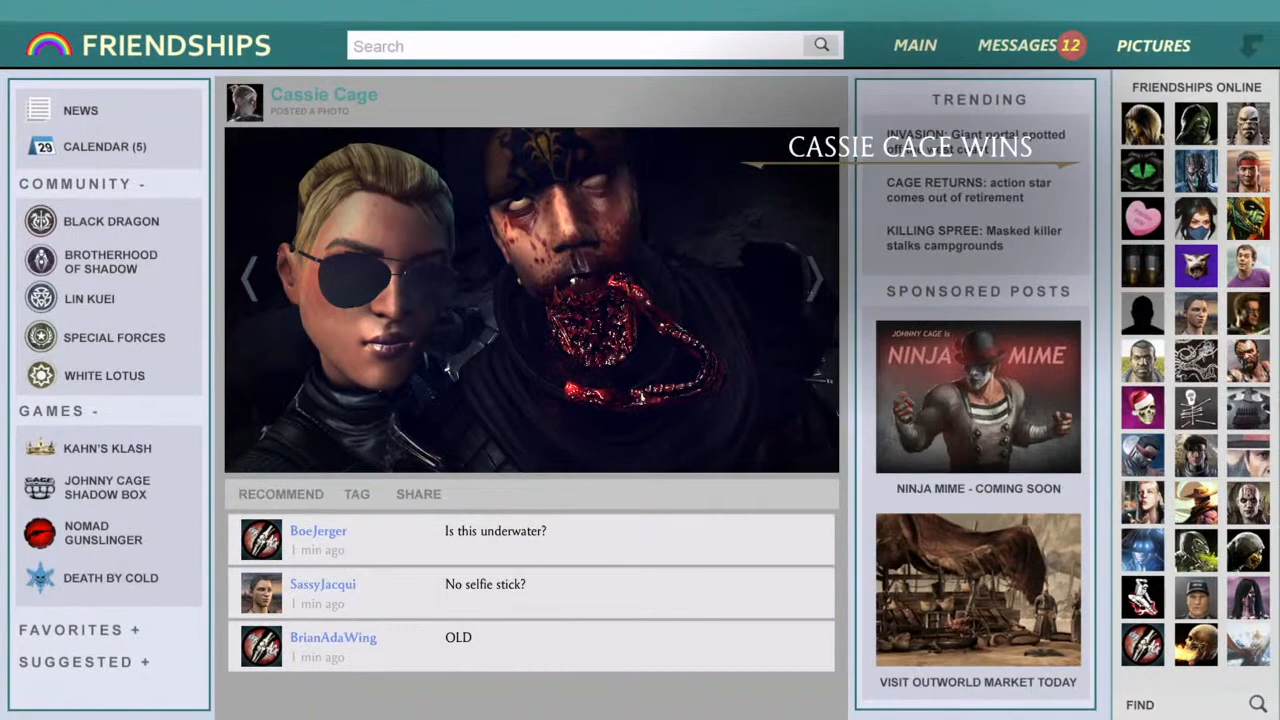 FRIENDSHIPS
Search
MAIN
MESSAGES 12
PICTURES
NEWS
29
CALENDAR (5)
COMMUNITY -
BLACK DRAGON
BROTHERHOOD
OF SHADOW
LIN KUEI
SPECIAL FORCES
WHITE LOTUS
GAMES -
KAHN'S KLASH
CAGE
JOHNNY CAGE
SHADOW BOX
NOMAD
GUNSLINGER
DEATH BY COLD
FAVORITES +
SUGGESTED +
Cassie Cage
POSTED A PHOTO
CASSIE CAGE WINS
RECOMMEND
TAG
SHARE
BoeJerger
Is this underwater?
1 min ago
SassyJacqui
No selfie stick?
1 min ago
BrianAdaWing
OLD
1 min ago
TRENDING
INVASION: Giant portal spotted
off west coast
CAGE RETURNS: action star
comes out of retirement
KILLING SPREE: Masked killer
stalks campgrounds
SPONSORED POSTS
JOHNNY CAGE is
NINJA MIME
NINJA MIME - COMING SOON
VISIT OUTWORLD MARKET TODAY
FRIENDSHIPS ONLINE
FIND